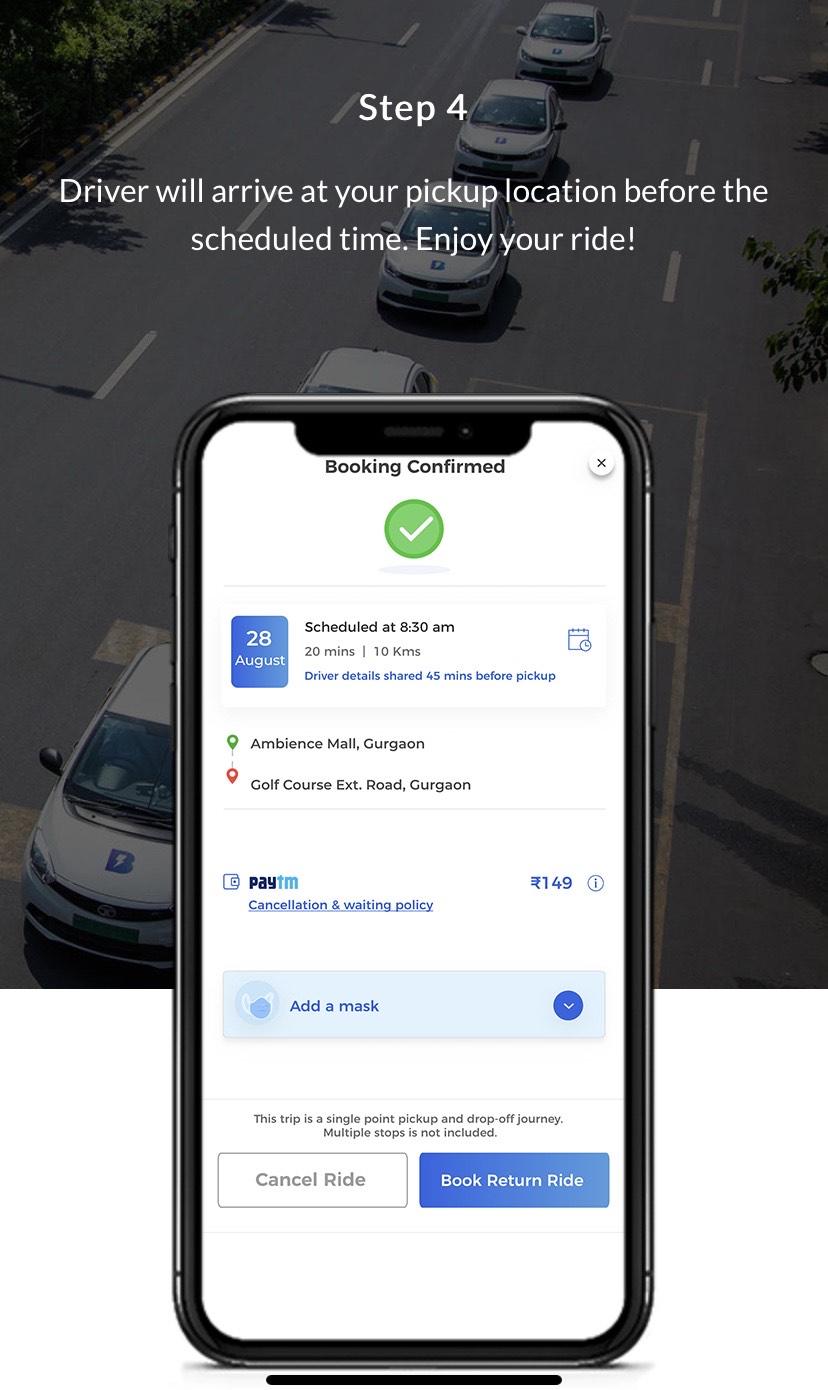 Step 4
Driver will arrive at your pickup location before the
scheduled time. Enjoy your ride!
Booking Confirmed
28
August
Scheduled at 8:30 am
20 mins | 10 Kms
Driver details shared 45 mins before pickup
Ambience Mall, Gurgaon
Golf Course Ext. Road, Gurgaon
paytm ₹149
Cancellation & waiting policy
Add a mask
This trip is a single point pickup and drop-off journey.
Multiple stops is not included.
Cancel Ride Book Return Ride